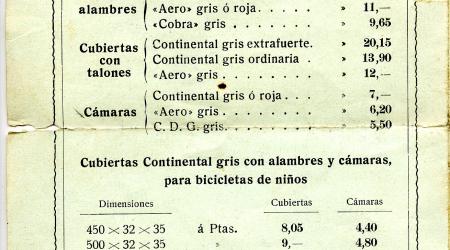 alambres «Aero» gris ó roja. . . » 11,—
«Cobra» gris . . . . . . . » 9,65
Cubiertas con talones Continental gris extrafuerte. » 20,15
Continental gris ordinaria . » 13,90
«Aero» gris . . . . . . . » 12,—
Cámaras Continental gris ó roja . . . . » 7,—
«Aero» gris . . . . . . . . » 6,20
C. D. G. gris. . . . . . . . » 5,50
Cubiertas Continental gris con alambres y cámaras,
para bicicletas de niños
Dimensiones Cubiertas Cámaras
450 × 32 × 35 á Ptas. 8,05 4,40
500 × 32 × 35 » 9,— 4,80